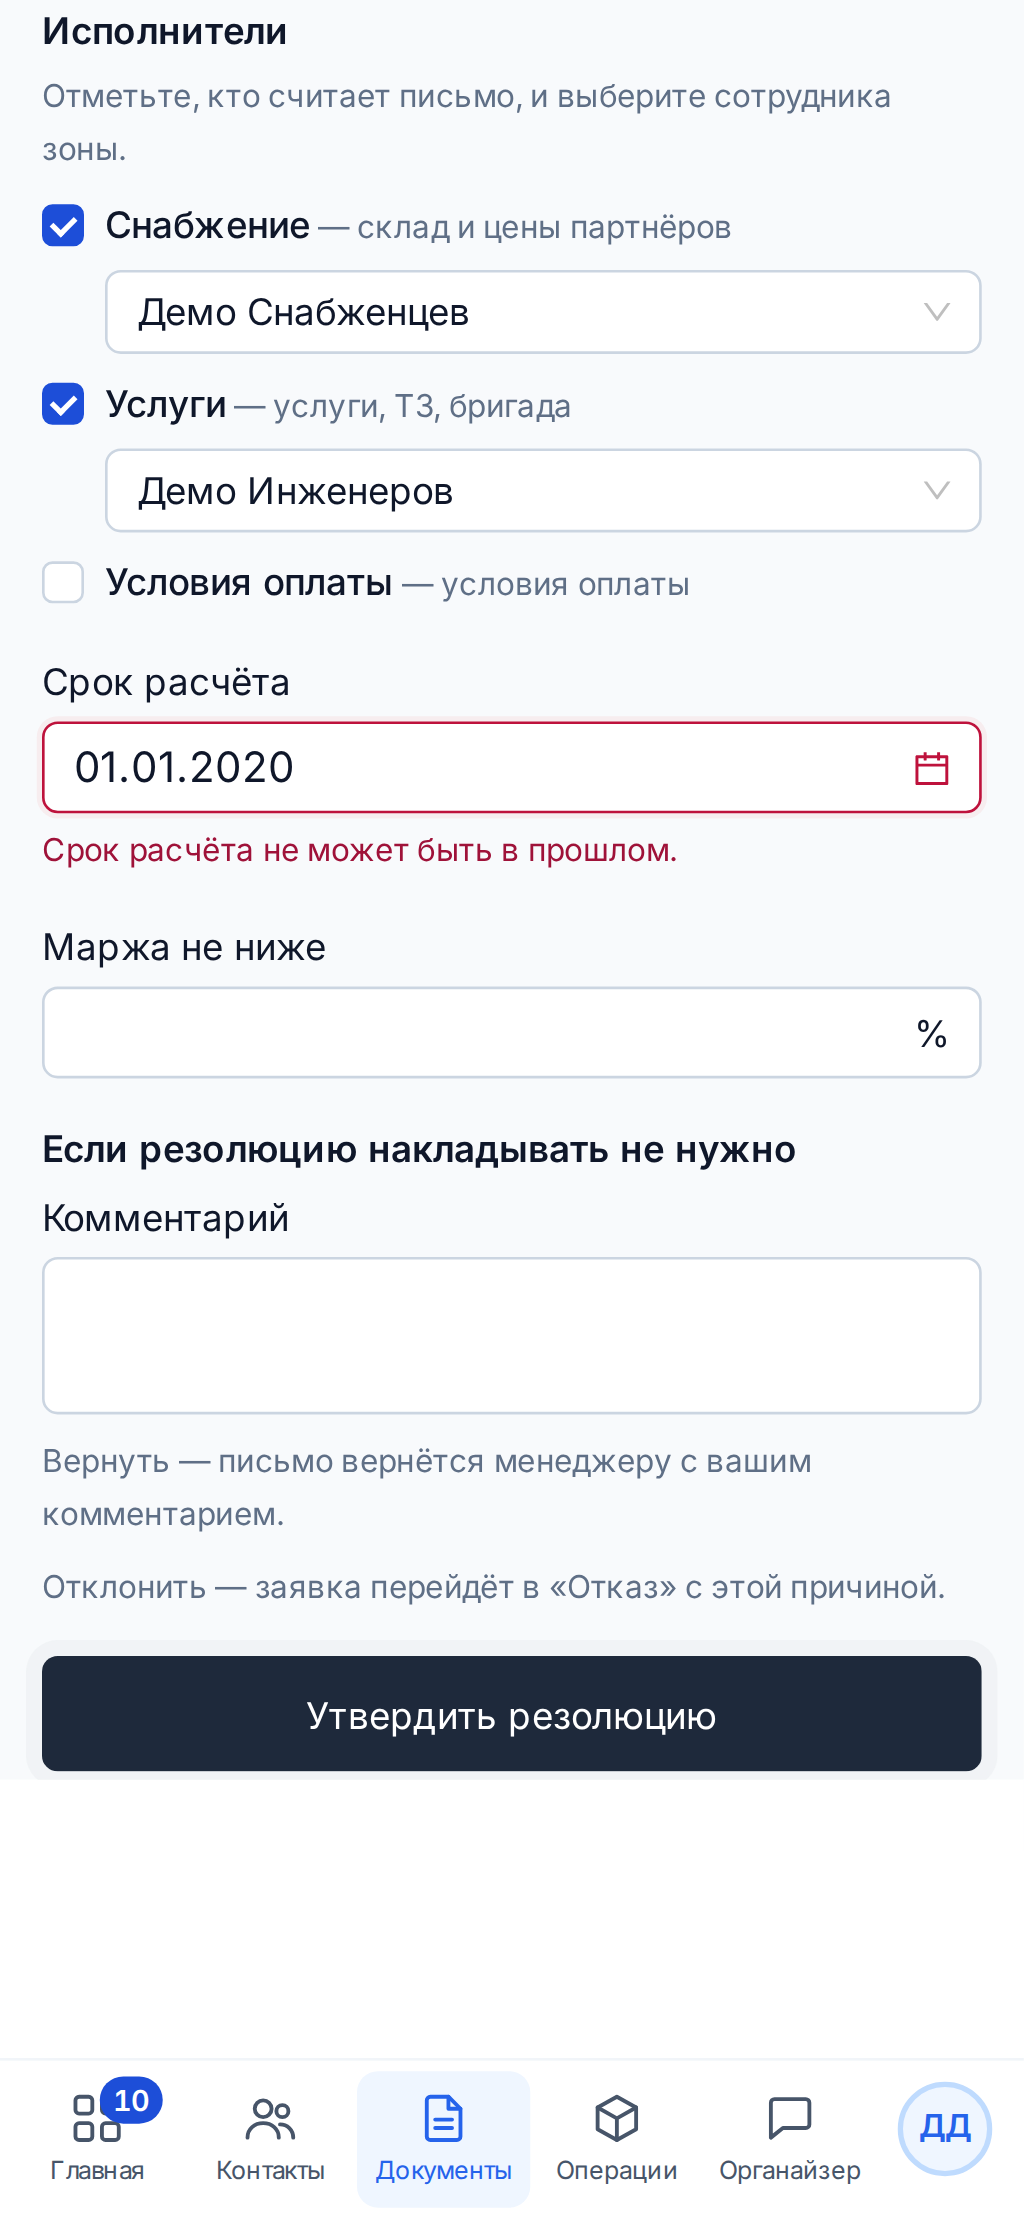 Исполнители
Отметьте, кто считает письмо, и выберите сотрудника
зоны.
Снабжение — склад и цены партнёров
Демо Снабженцев
Услуги — услуги, ТЗ, бригада
Демо Инженеров
Условия оплаты — условия оплаты
Срок расчёта
01.01.2020
Срок расчёта не может быть в прошлом.
Маржа не ниже
%
Если резолюцию накладывать не нужно
Комментарий
Вернуть — письмо вернётся менеджеру с вашим
комментарием.
Отклонить — заявка перейдёт в «Отказ» с этой причиной.
Утвердить резолюцию
10
Главная Контакты Документы Операции Органайзер ДД